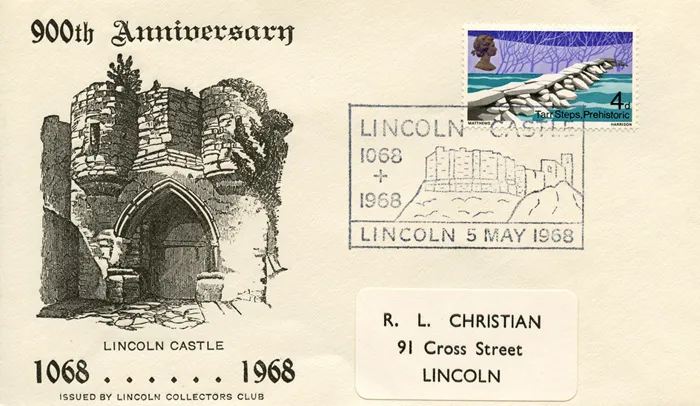 900th Anniversary
LINCOLN CASTLE
1068 . . . . . . 1968
ISSUED BY LINCOLN COLLECTORS CLUB
4d
Tarr Steps, Prehistoric
MATTHEWS
HARRISON
LINCOLN CASTLE
1068
+
1968
LINCOLN 5 MAY 1968
R. L. CHRISTIAN
91 Cross Street
LINCOLN